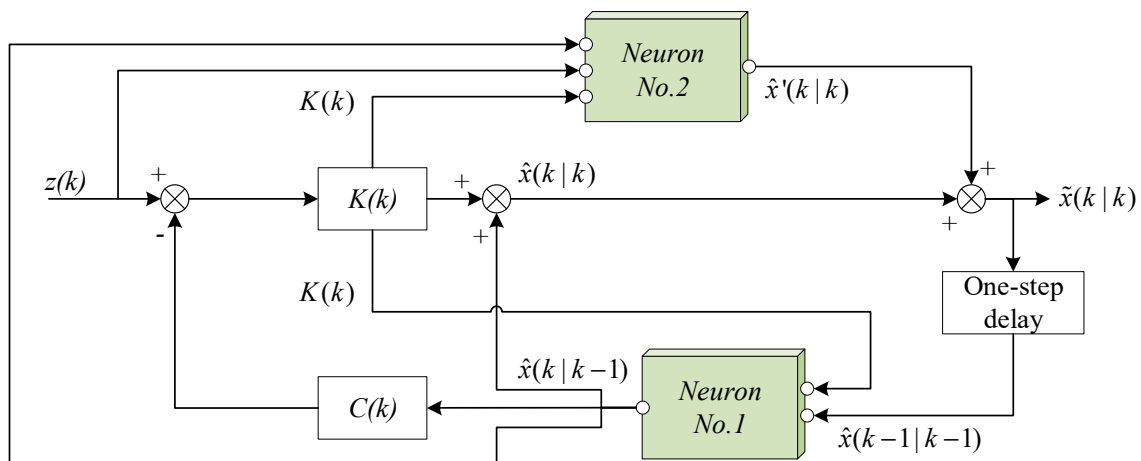 Neuron
No.2
K(k)
x̂'(k | k)
z(k)
+
K(k)
+
x̂(k | k)
+
x̃(k | k)
-
+
+
K(k)
One-step
delay
x̂(k | k−1)
C(k)
Neuron
No.1
x̂(k−1 | k−1)